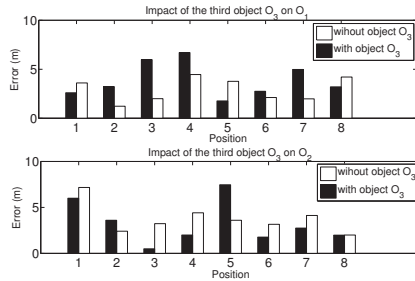 Impact of the third object O3 on O1
10
wihout object O3
with object O3
5
0
Error (m)
1 2 3 4 5 6 7 8
Position
Impact of the third object O3 on O2
10
wihout object O3
with object O3
5
0
Error (m)
1 2 3 4 5 6 7 8
Position